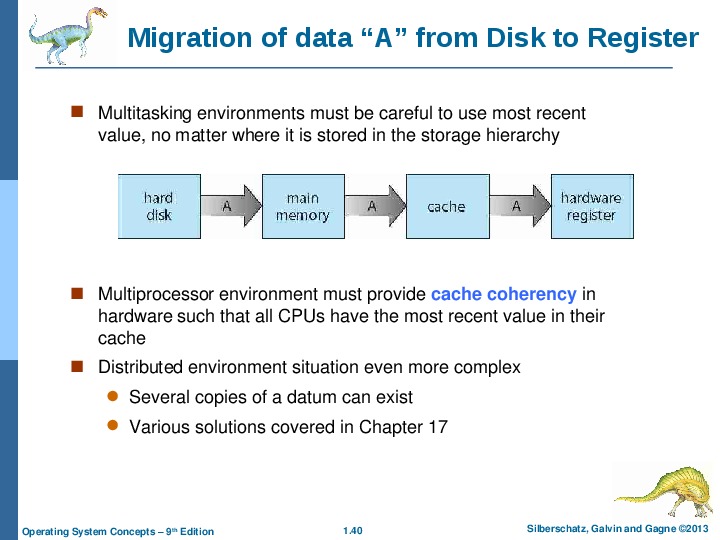 Migration of data “A” from Disk to Register
Multitasking environments must be careful to use most recent
value, no matter where it is stored in the storage hierarchy
hard
disk
A
main
memory
A
cache
A
hardware
register
Multiprocessor environment must provide cache coherency in
hardware such that all CPUs have the most recent value in their
cache
Distributed environment situation even more complex
Several copies of a datum can exist
Various solutions covered in Chapter 17
Operating System Concepts – 9th Edition
1.40
Silberschatz, Galvin and Gagne ©2013